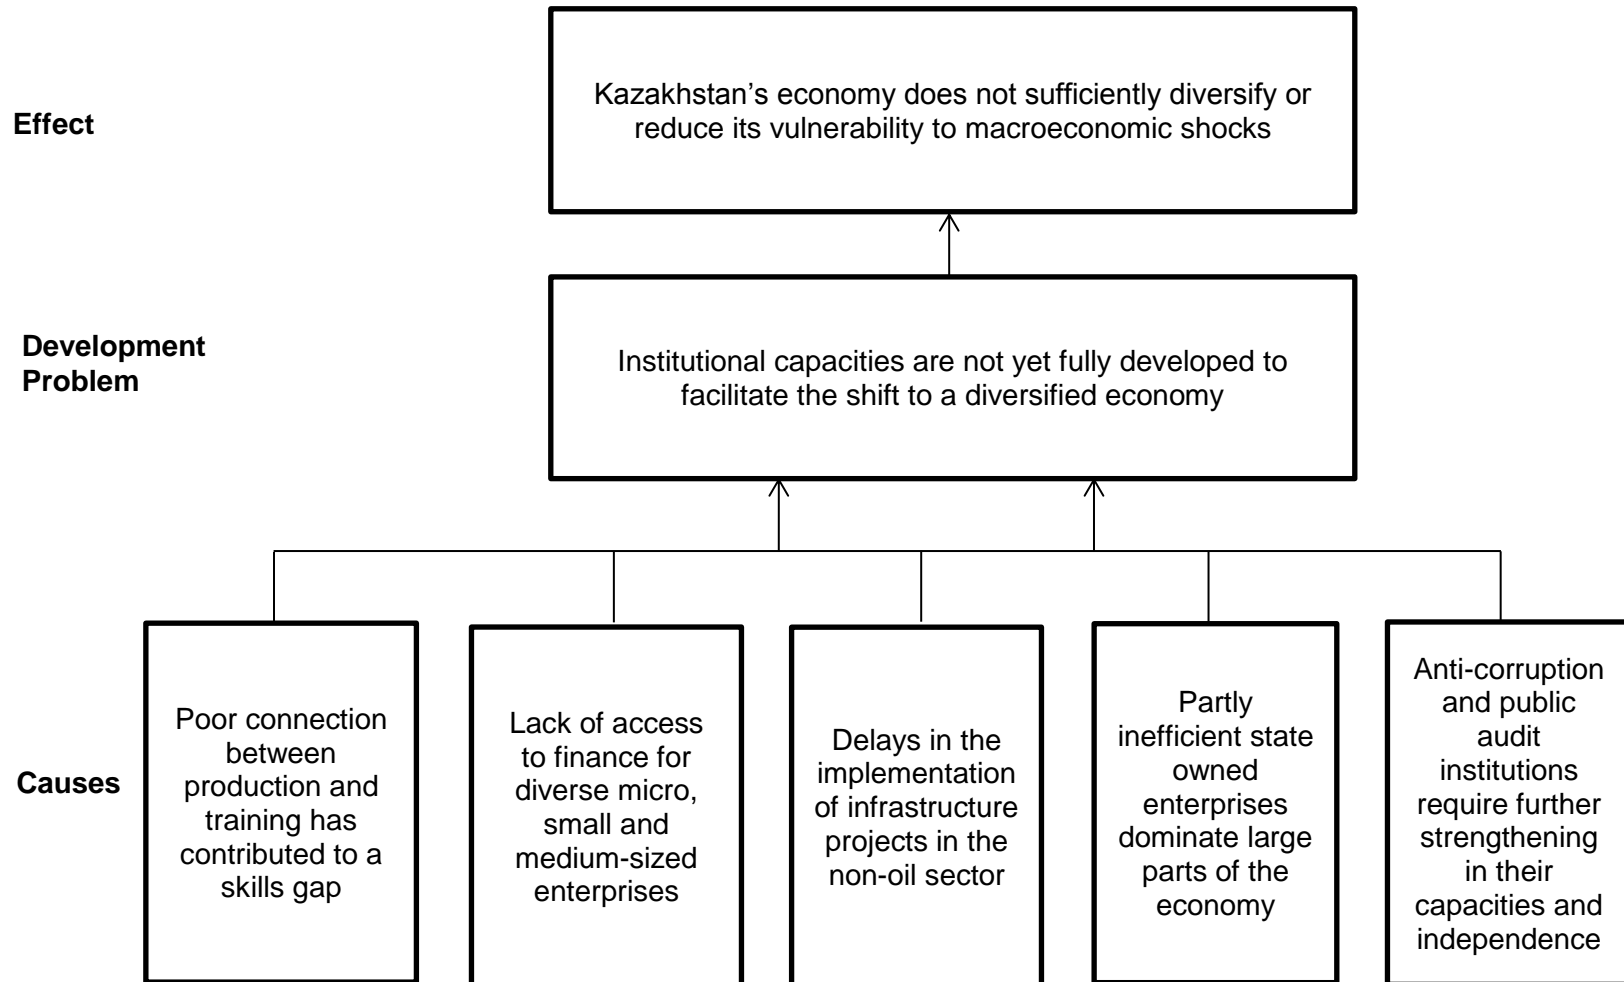 Effect
Kazakhstan’s economy does not sufficiently diversify or
reduce its vulnerability to macroeconomic shocks
Development
Problem
Institutional capacities are not yet fully developed to
facilitate the shift to a diversified economy
Causes
Poor connection
between
production and
training has
contributed to a
skills gap
Lack of access
to finance for
diverse micro,
small and
medium-sized
enterprises
Delays in the
implementation
of infrastructure
projects in the
non-oil sector
Partly
inefficient state
owned
enterprises
dominate large
parts of the
economy
Anti-corruption
and public
audit
institutions
require further
strengthening
in their
capacities and
independence